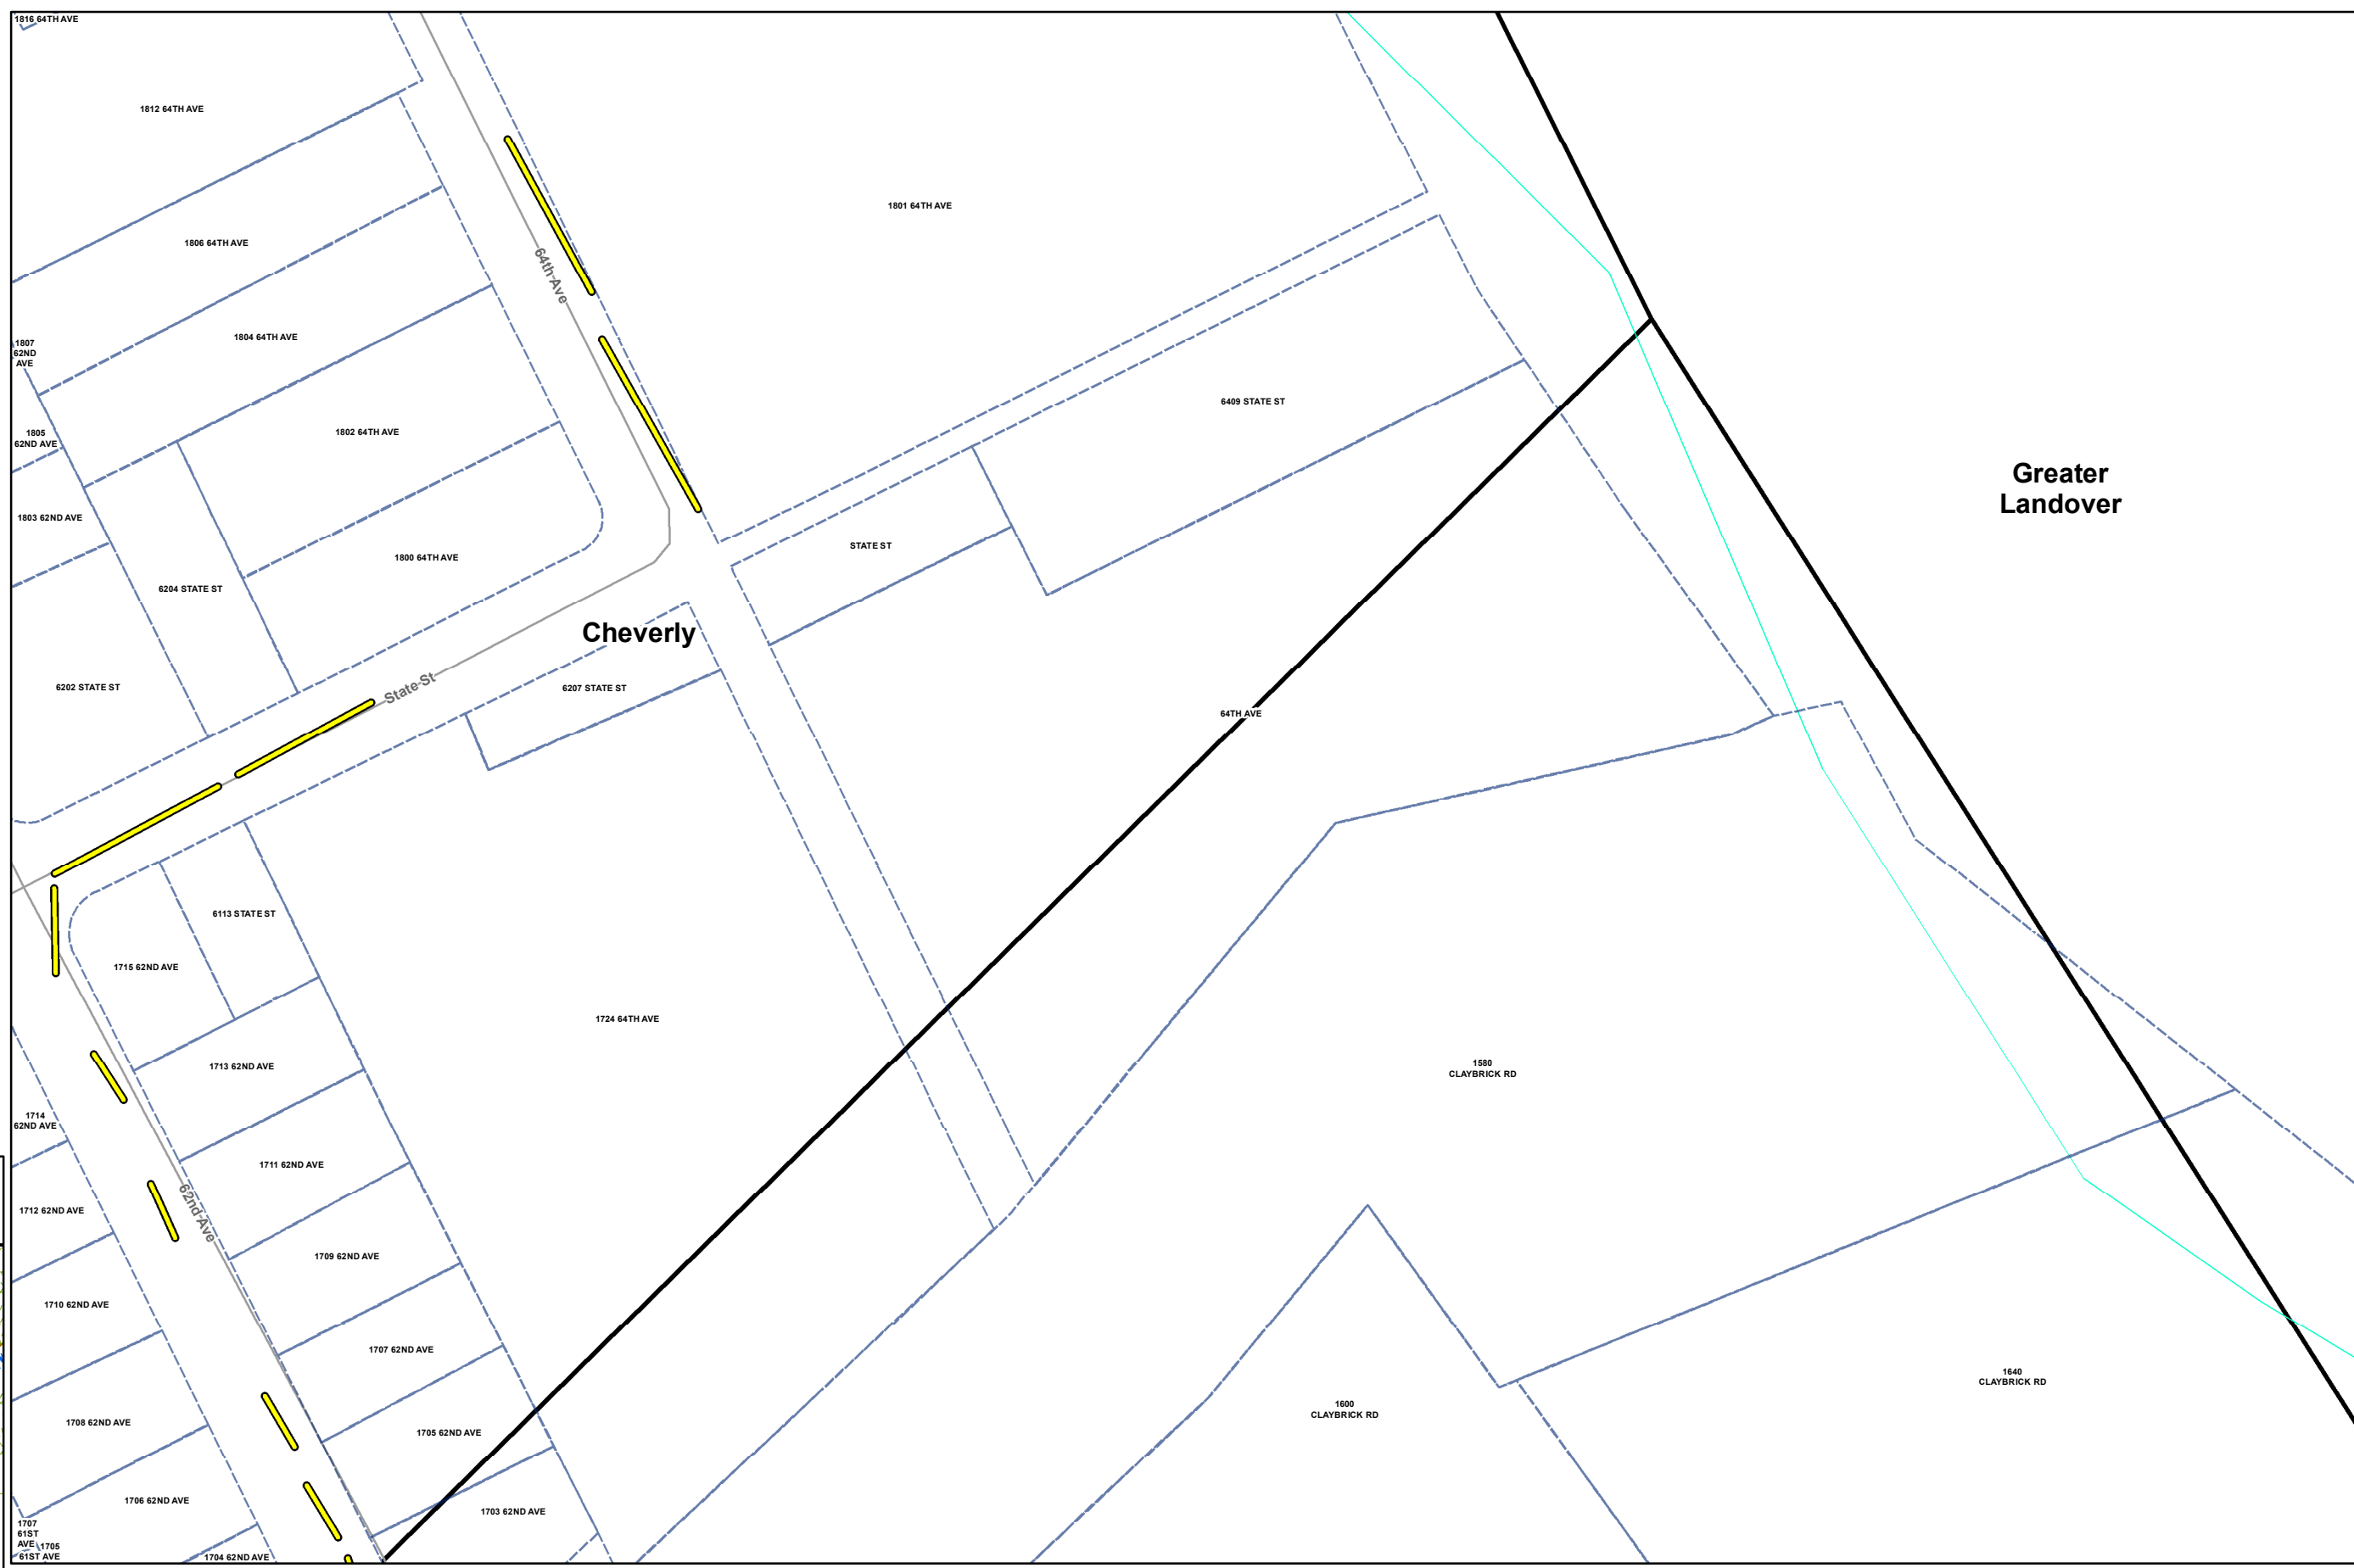 1816 64TH AVE
1812 64TH AVE
1801 64TH AVE
1806 64TH AVE
64th Ave
1804 64TH AVE
1807
62ND
AVE
6409 STATE ST
1802 64TH AVE
1805
62ND AVE
Greater
Landover
1803 62ND AVE
STATE ST
1800 64TH AVE
6204 STATE ST
Cheverly
6202 STATE ST
State St
6207 STATE ST
64TH AVE
6113 STATE ST
1715 62ND AVE
1724 64TH AVE
1713 62ND AVE
1580
CLAYBRICK RD
1714
62ND AVE
1711 62ND AVE
1712 62ND AVE
62nd Ave
1709 62ND AVE
1710 62ND AVE
1707 62ND AVE
1640
CLAYBRICK RD
1600
CLAYBRICK RD
1708 62ND AVE
1705 62ND AVE
1706 62ND AVE
1703 62ND AVE
1707
61ST
AVE
1705
61ST AVE
1704 62ND AVE